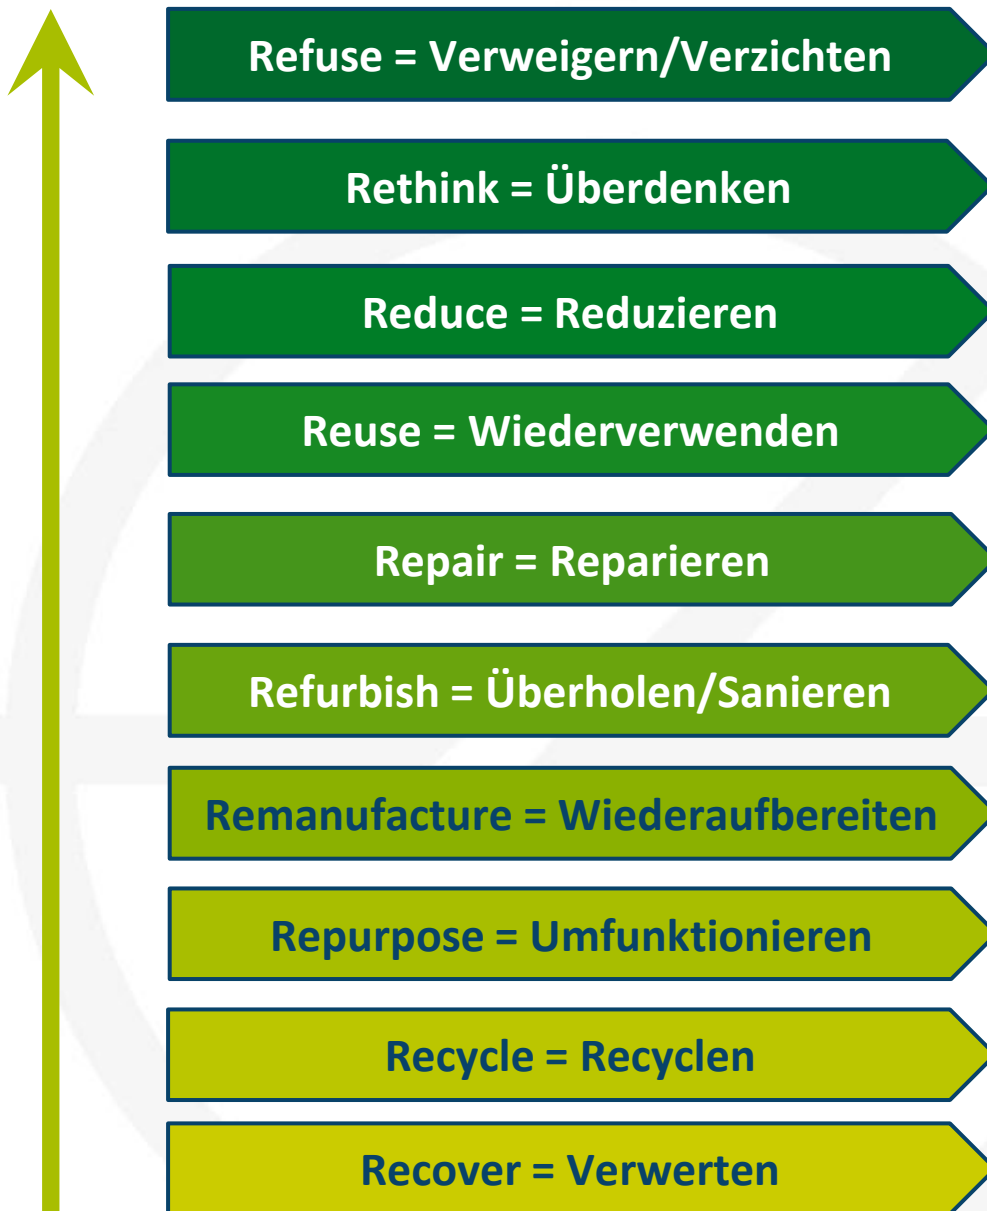 Refuse = Verweigern/Verzichten
Rethink = Überdenken
Reduce = Reduzieren
Reuse = Wiederverwenden
Repair = Reparieren
Refurbish = Überholen/Sanieren
Remanufacture = Wiederaufbereiten
Repurpose = Umfunktionieren
Recycle = Recyclen
Recover = Verwerten